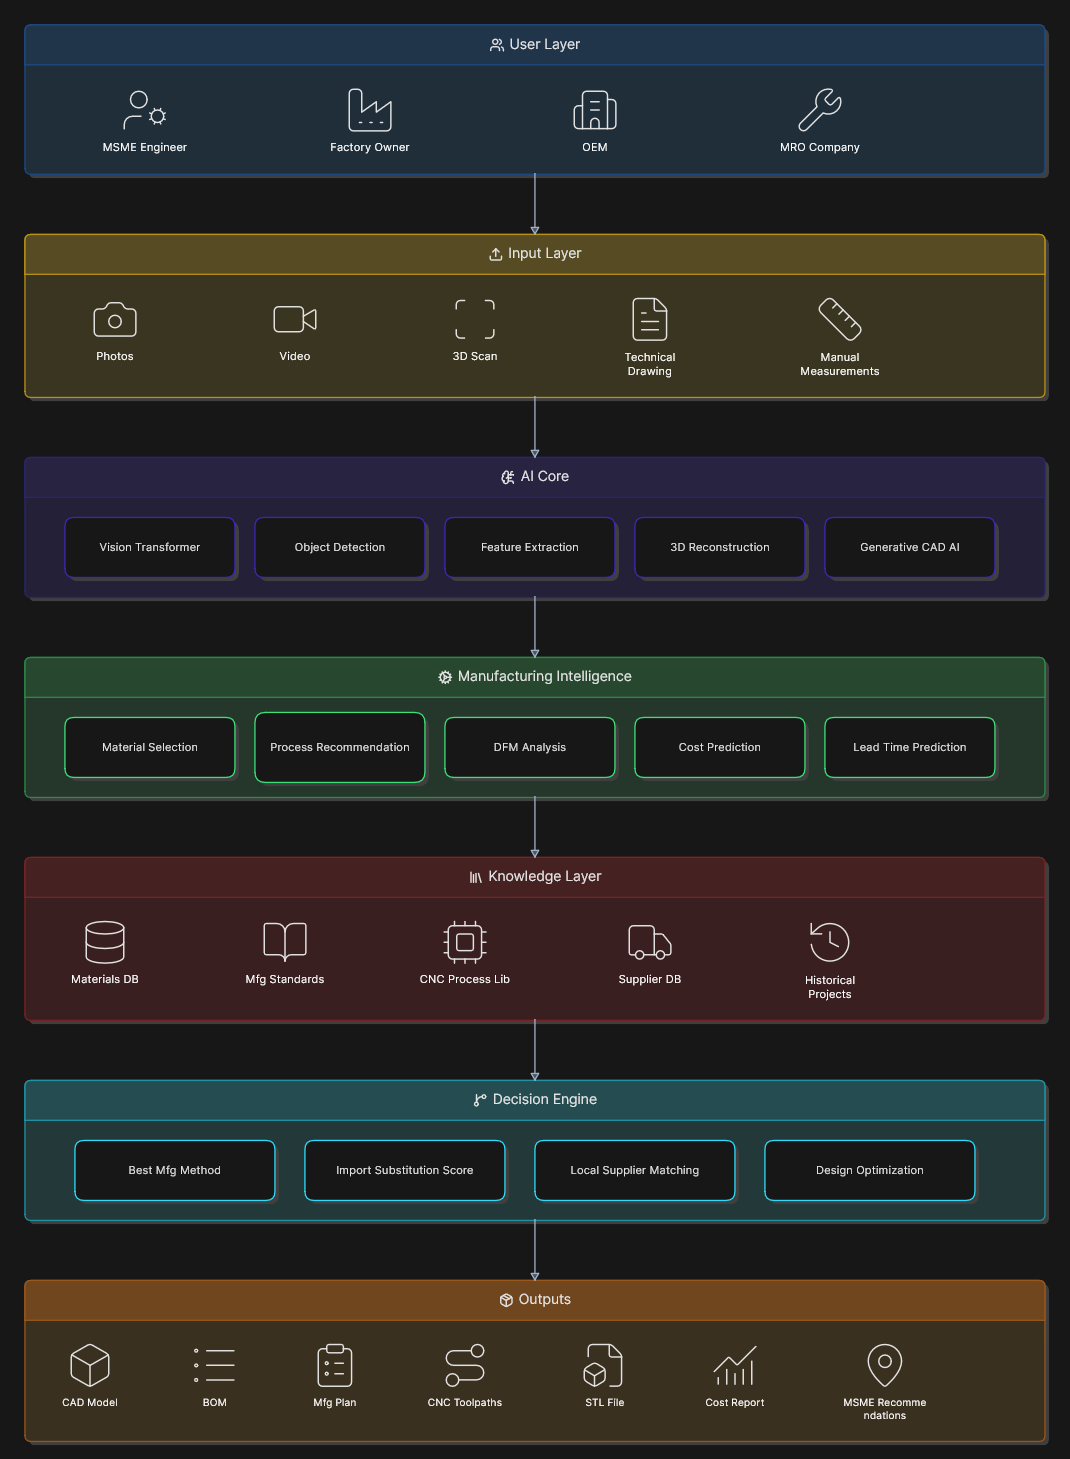 User Layer
MSME Engineer
Factory Owner
OEM
MRO Company
Input Layer
Photos
Video
3D Scan
Technical
Drawing
Manual
Measurements
AI Core
Vision Transformer
Object Detection
Feature Extraction
3D Reconstruction
Generative CAD AI
Manufacturing Intelligence
Material Selection
Process Recommendation
DFM Analysis
Cost Prediction
Lead Time Prediction
Knowledge Layer
Materials DB
Mfg Standards
CNC Process Lib
Supplier DB
Historical
Projects
Decision Engine
Best Mfg Method
Import Substitution Score
Local Supplier Matching
Design Optimization
Outputs
CAD Model
BOM
Mfg Plan
CNC Toolpaths
STL File
Cost Report
MSME Recomme
ndations